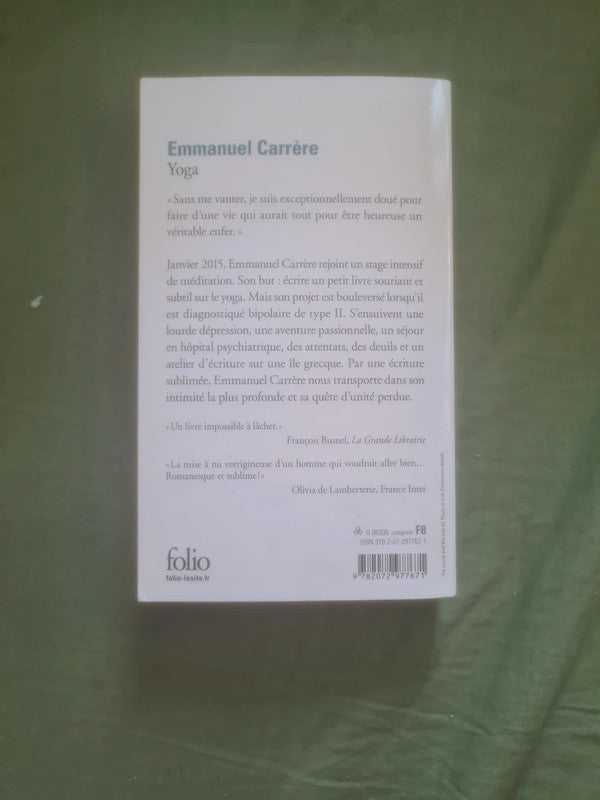 Emmanuel Carrère
Yoga
« Sans me vanter, je suis exceptionnellement doué pour
faire d'une vie qui aurait tout pour être heureuse un
véritable enfer. »
Janvier 2015, Emmanuel Carrère rejoint un stage intensif
de méditation. Son but : écrire un petit livre souriant et
subtil sur le yoga. Mais son projet est bouleversé lorsqu'il
est diagnostiqué bipolaire de type II. S'ensuivent une
lourde dépression, une aventure passionnelle, un séjour
en hôpital psychiatrique, des attentats, des deuils et un
atelier d'écriture sur une île grecque. Par une écriture
sublimée, Emmanuel Carrère nous transporte dans son
intimité la plus profonde et sa quête d'unité perdue.
« Un livre impossible à lâcher. »
François Busnel, La Grande Librairie
« La mise à nu vertigineuse d'un homme qui voudrait aller bien…
Romanesque et sublime ! »
Olivia de Lamberterie, France Inter
catégorie F8
ISBN 978-2-07-297767-1
folio
folio-lesite.fr
9 782072 977671